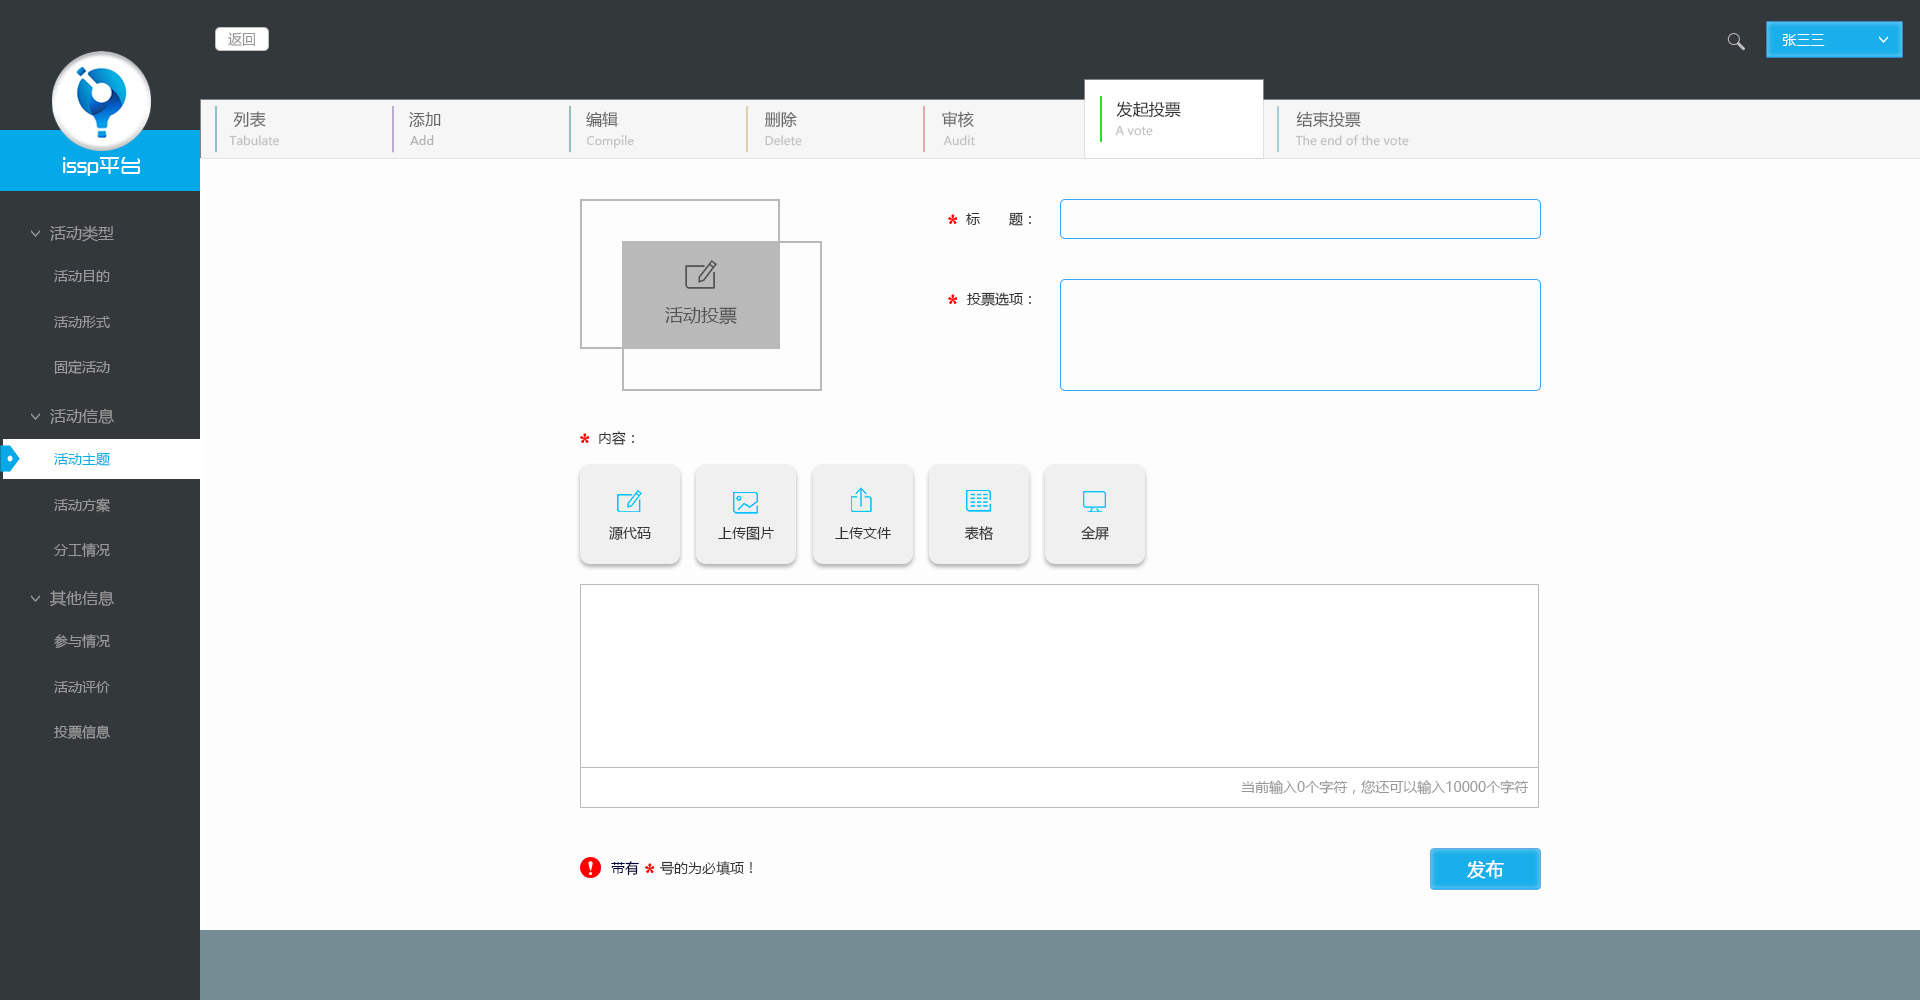 返回
张三三
issp平台
列表
Tabulate
添加
Add
编辑
Compile
删除
Delete
审核
Audit
发起投票
A vote
结束投票
The end of the vote
活动类型
活动目的
活动形式
固定活动
活动信息
活动主题
活动方案
分工情况
其他信息
参与情况
活动评价
投票信息
活动投票
* 标 题：
* 投票选项：
* 内容：
源代码
上传图片
上传文件
表格
全屏
当前输入0个字符，您还可以输入10000个字符
带有 * 号的为必填项！
发布